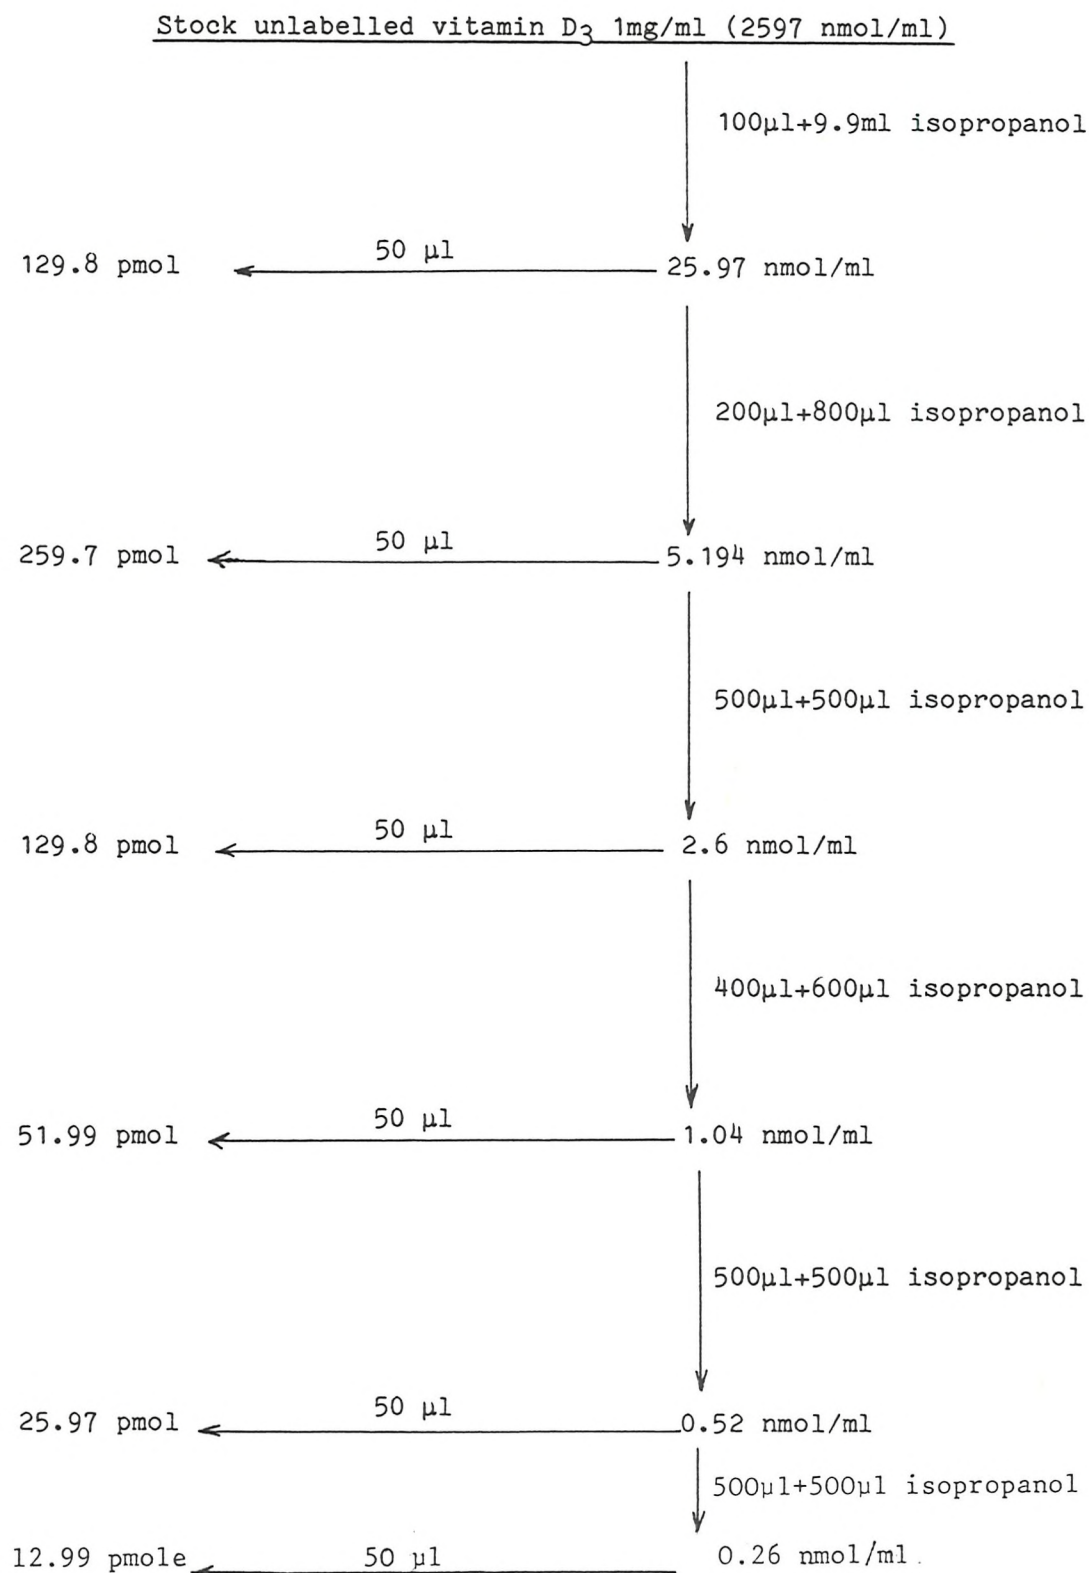 Stock unlabelled vitamin D3 1mg/ml (2597 nmol/ml)
100µl+9.9ml isopropanol
129.8 pmol 50 µl 25.97 nmol/ml
200µl+800µl isopropanol
259.7 pmol 50 µl 5.194 nmol/ml
500µl+500µl isopropanol
129.8 pmol 50 µl 2.6 nmol/ml
400µl+600µl isopropanol
51.99 pmol 50 µl 1.04 nmol/ml
500µl+500µl isopropanol
25.97 pmol 50 µl 0.52 nmol/ml
500µl+500µl isopropanol
12.99 pmole 50 µl 0.26 nmol/ml.